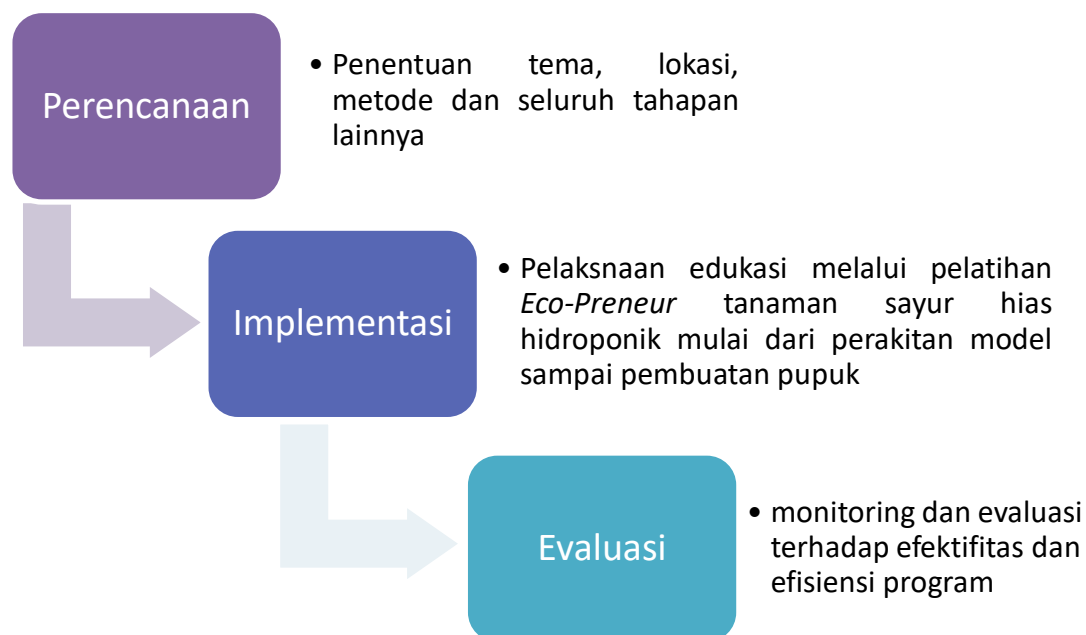 Perencanaan
• Penentuan tema, lokasi,
metode dan seluruh tahapan
lainnya
Implementasi
• Pelaksnaan edukasi melalui pelatihan
Eco-Preneur tanaman sayur hias
hidroponik mulai dari perakitan model
sampai pembuatan pupuk
Evaluasi
• monitoring dan evaluasi
terhadap efektifitas dan
efisiensi program